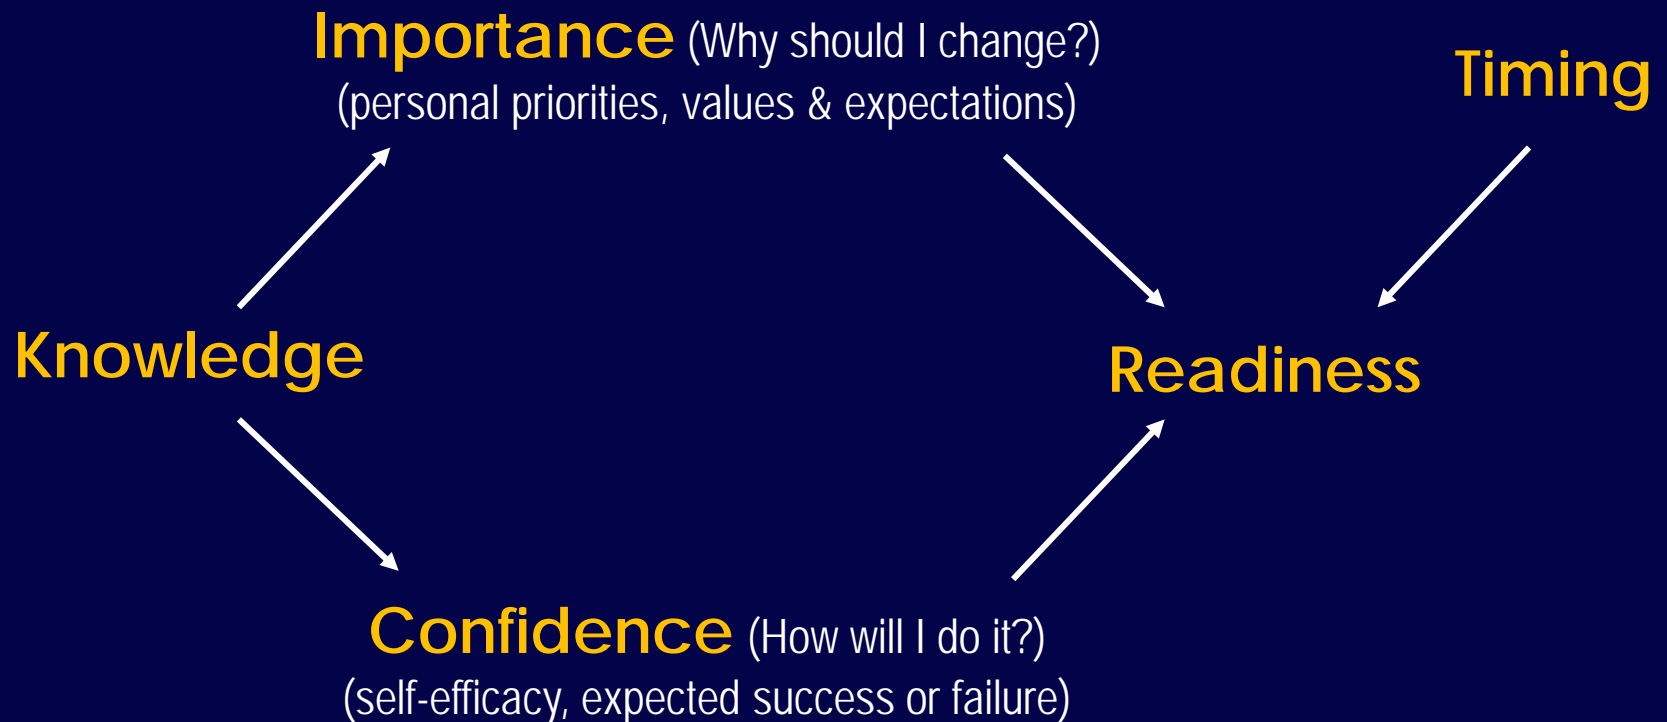 Importance (Why should I change?)
(personal priorities, values & expectations)
Timing
Knowledge
Readiness
Confidence (How will I do it?)
(self-efficacy, expected success or failure)